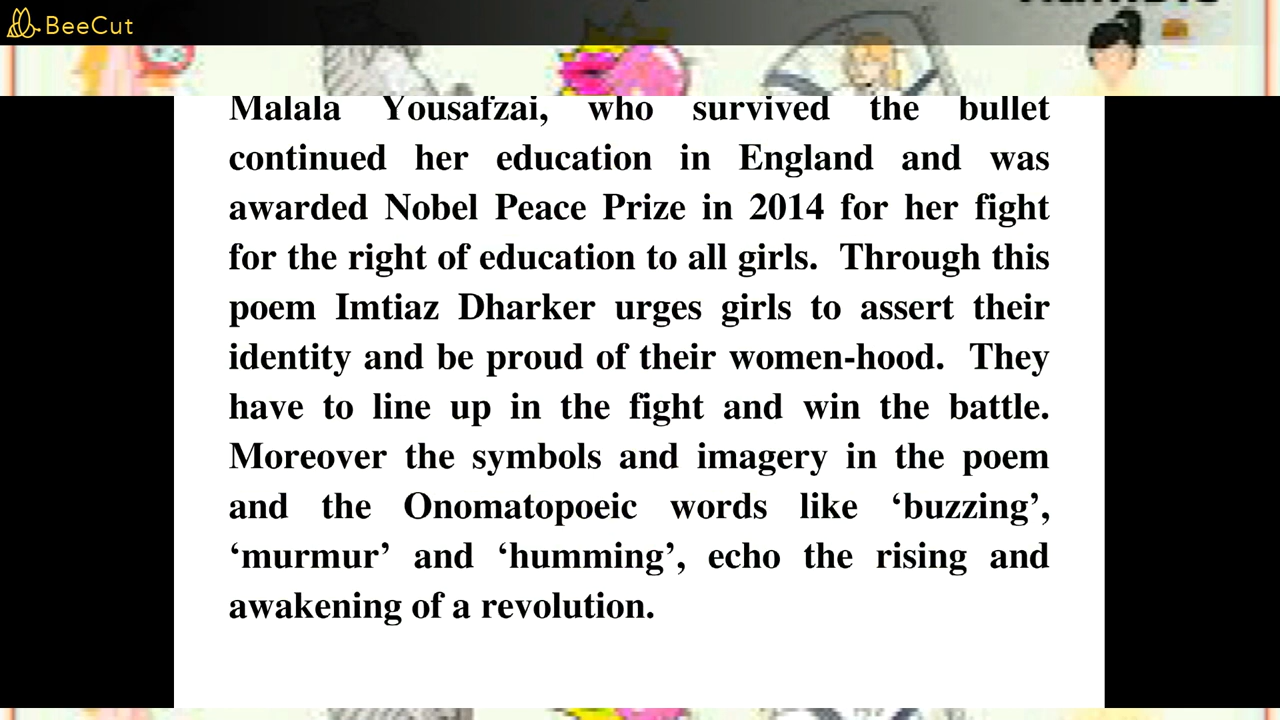 BeeCut
Malala Yousafzai, who survived the bullet
continued her education in England and was
awarded Nobel Peace Prize in 2014 for her fight
for the right of education to all girls. Through this
poem Imtiaz Dharker urges girls to assert their
identity and be proud of their women-hood. They
have to line up in the fight and win the battle.
Moreover the symbols and imagery in the poem
and the Onomatopoeic words like ‘buzzing’,
‘murmur’ and ‘humming’, echo the rising and
awakening of a revolution.